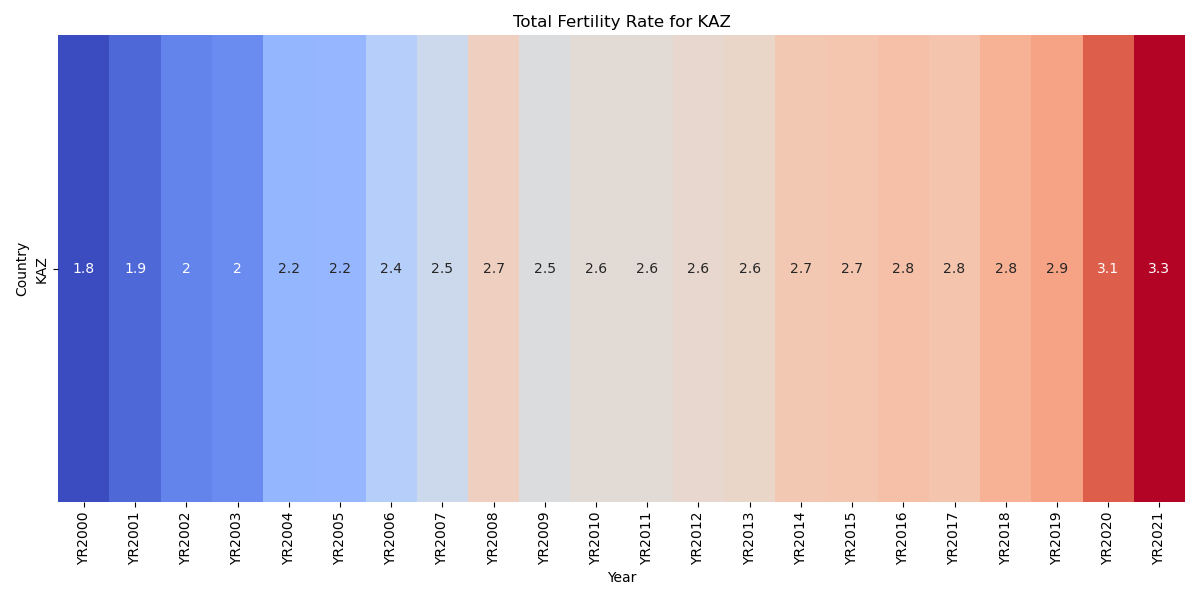 Total Fertility Rate for KAZ
Country
KAZ
1.8 1.9 2 2 2.2 2.2 2.4 2.5 2.7 2.5 2.6 2.6 2.6 2.6 2.7 2.7 2.8 2.8 2.8 2.9 3.1 3.3
YR2000 YR2001 YR2002 YR2003 YR2004 YR2005 YR2006 YR2007 YR2008 YR2009 YR2010 YR2011 YR2012 YR2013 YR2014 YR2015 YR2016 YR2017 YR2018 YR2019 YR2020 YR2021
Year